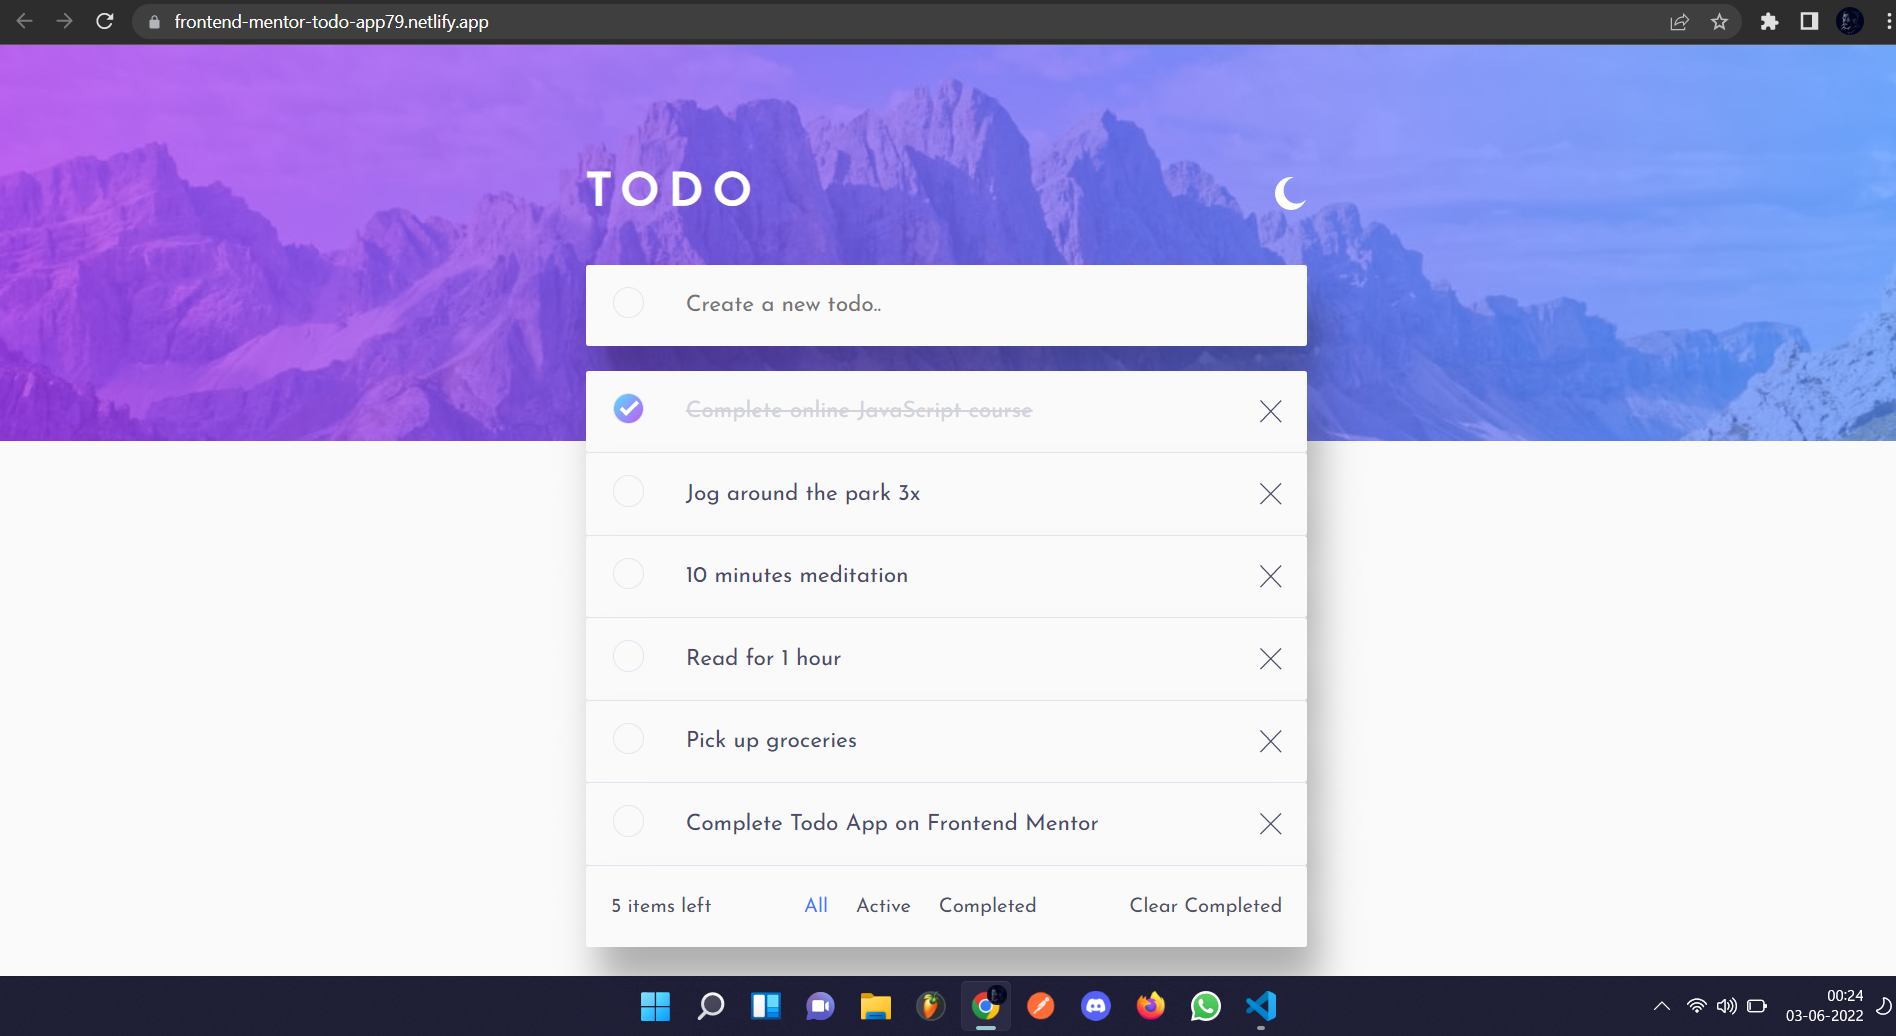 frontend-mentor-todo-app79.netlify.app
TODO
Create a new todo..
Complete online JavaScript course
Jog around the park 3x
10 minutes meditation
Read for 1 hour
Pick up groceries
Complete Todo App on Frontend Mentor
5 items left All Active Completed Clear Completed
00:24
03-06-2022